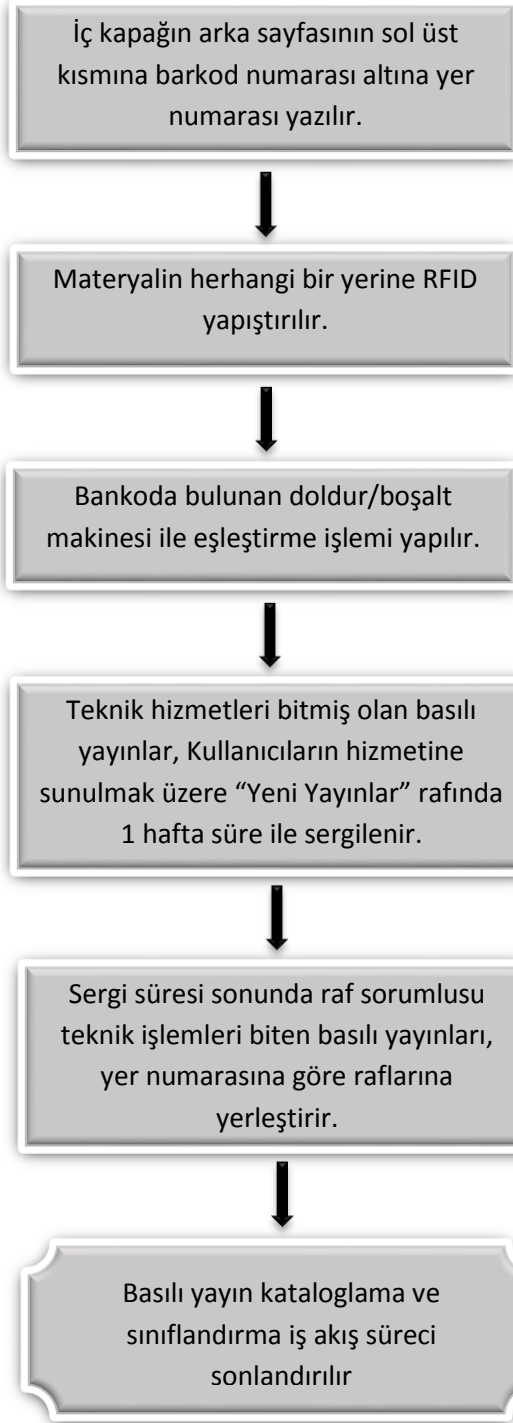 İç kapağın arka sayfasının sol üst
kısmına barkod numarası altına yer
numarası yazılır.
Materyalin herhangi bir yerine RFID
yapıştırılır.
Bankoda bulunan doldur/boşalt
makinesi ile eşleştirme işlemi yapılır.
Teknik hizmetleri bitmiş olan basılı
yayınlar, Kullanıcıların hizmetine
sunulmak üzere “Yeni Yayınlar” rafında
1 hafta süre ile sergilenir.
Sergi süresi sonunda raf sorumlusu
teknik işlemleri biten basılı yayınları,
yer numarasına göre raflarına
yerleştirir.
Basılı yayın kataloglama ve
sınıflandırma iş akış süreci
sonlandırılır